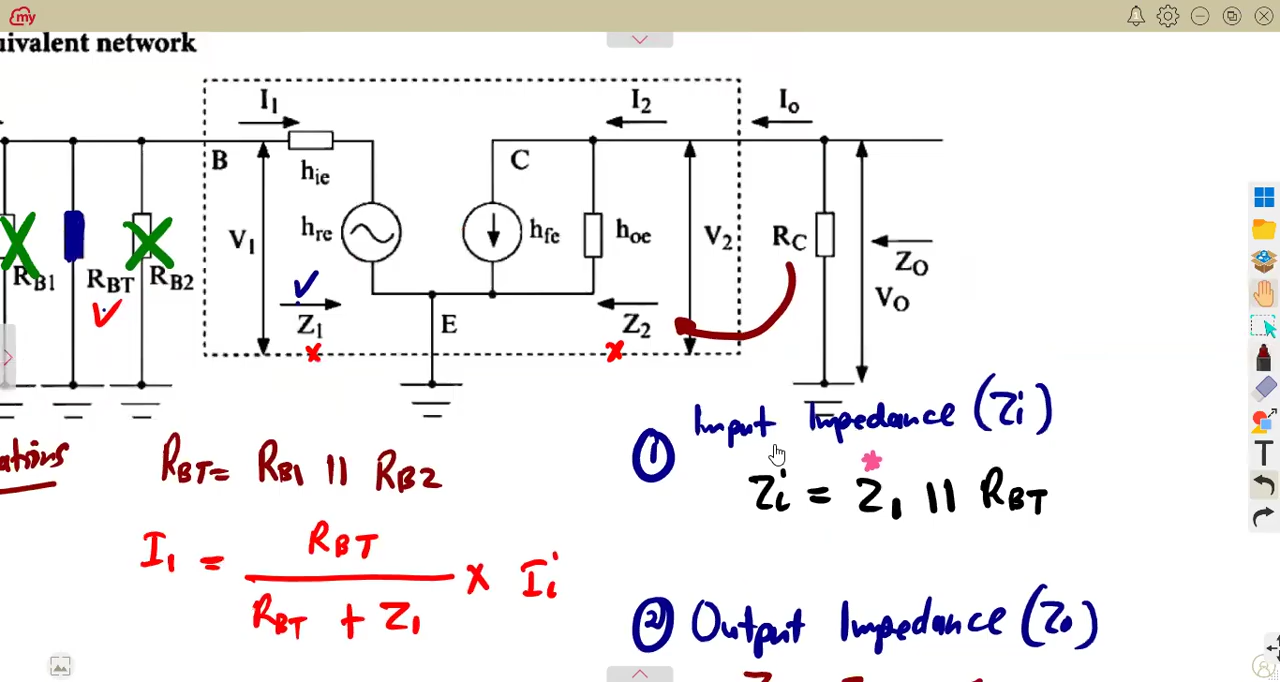 my
uivalent network
I1 I2 Io
B hie C
V1 hre hfe hoe V2 RC ZO
RB1 RBT RB2 VO
Z1 E Z2
① Input Impedance (Zi)
Zi = Z1 || RBT
ations RBT = RB1 || RB2
I1 = RBT / RBT + Z1 × Ii
② Output Impedance (Zo)
T